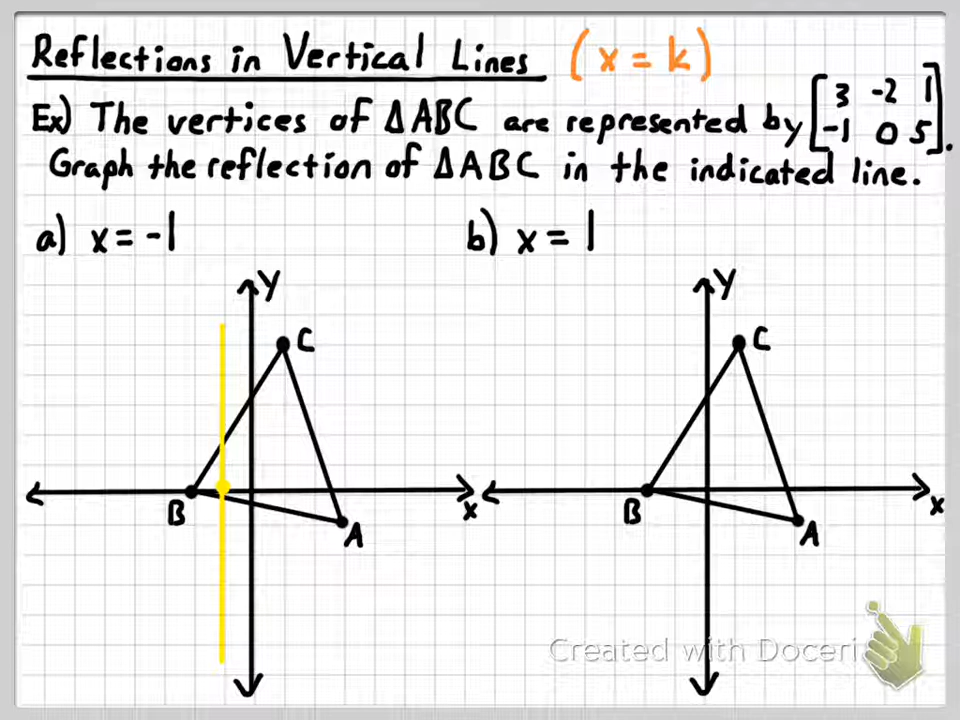 Reflections in Vertical Lines (x = k)
Ex) The vertices of ΔABC are represented by [3 -2 1
-1 0 5].
Graph the reflection of ΔABC in the indicated line.
a) x = -1
b) x = 1
y
C
B
A
x
y
C
B
A
x
Created with Doceri